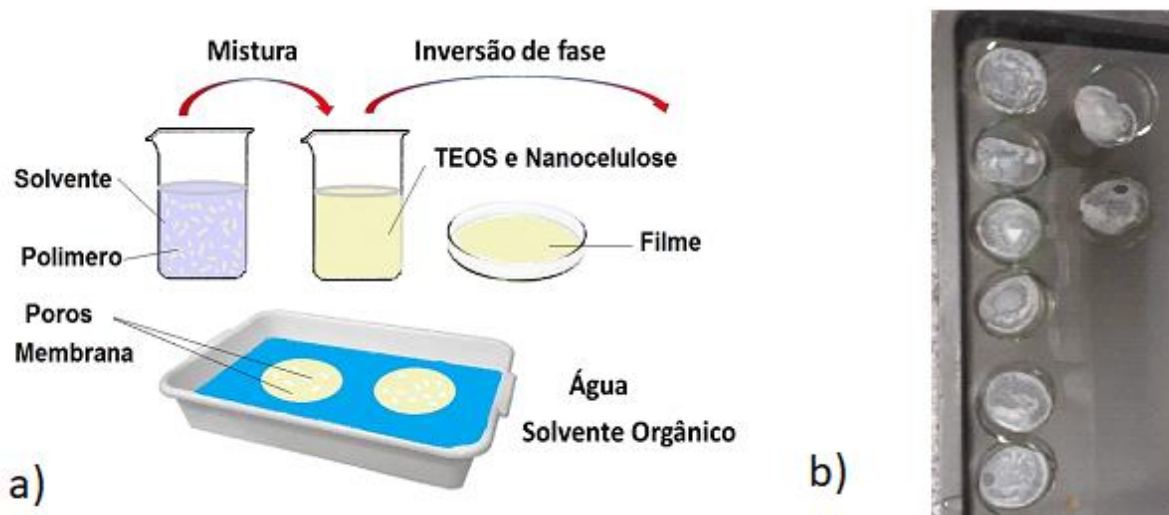 Mistura
Inversão de fase
Solvente
Polimero
TEOS e Nanocelulose
Filme
Poros
Membrana
Água
Solvente Orgânico
a)
b)